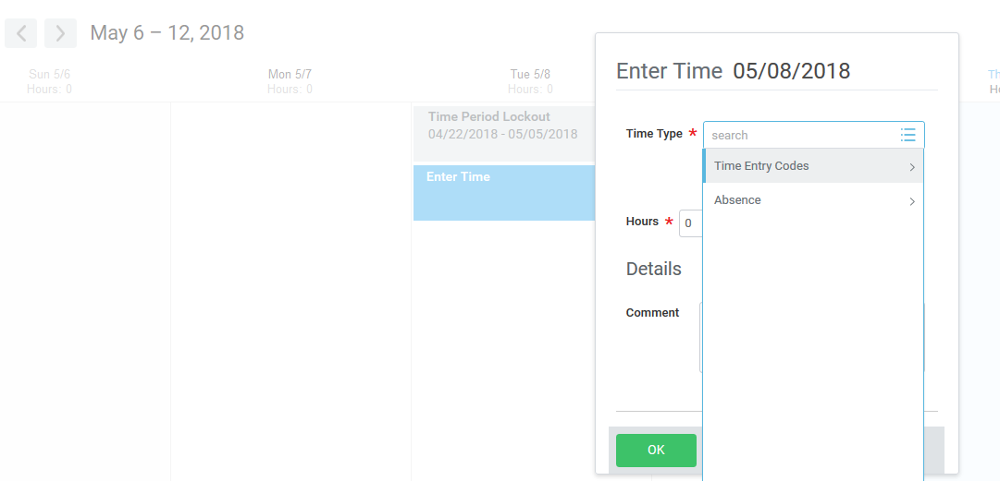 May 6 – 12, 2018
Sun 5/6
Hours: 0
Mon 5/7
Hours: 0
Tue 5/8
Hours: 0
Time Period Lockout
04/22/2018 - 05/05/2018
Enter Time
Enter Time 05/08/2018
Time Type *
search
Time Entry Codes
Absence
Hours * 0
Details
Comment
OK
Th